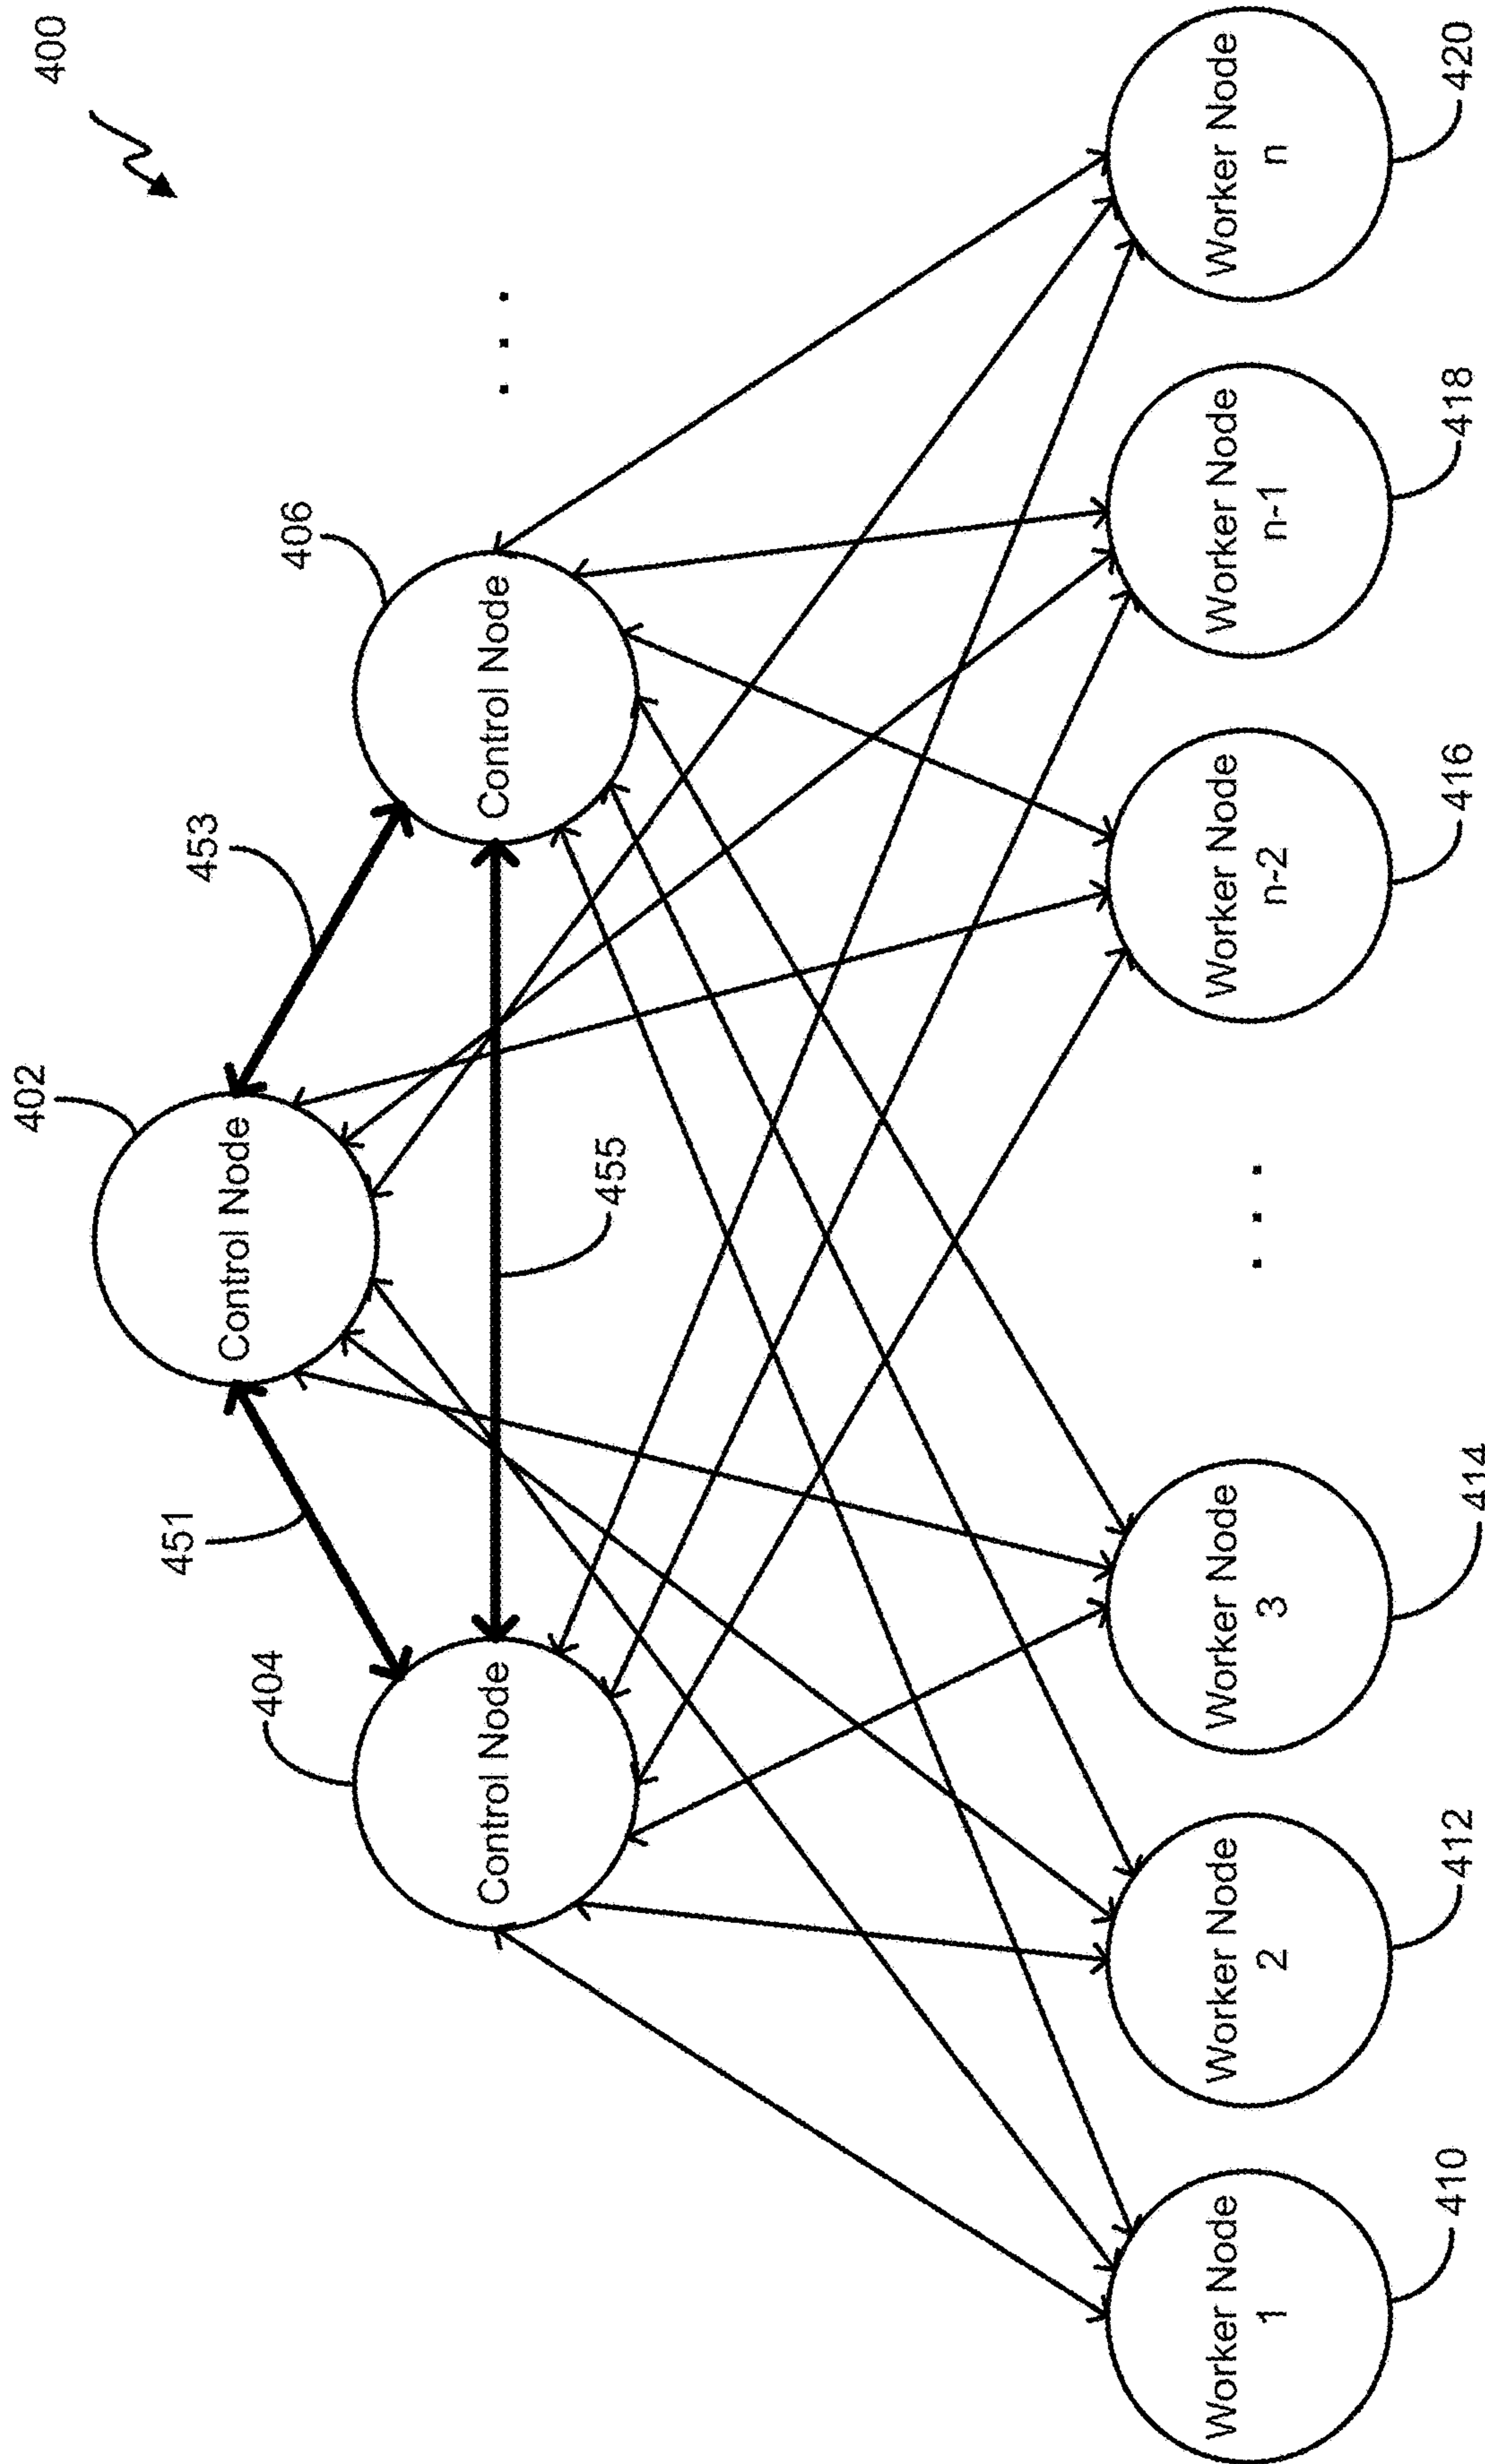 400
402
Control Node
451
453
404
406
Control Node
Control Node
. . .
455
Worker Node
1
Worker Node
2
Worker Node
3
. . .
Worker Node
n-2
Worker Node
n-1
Worker Node
n
410
412
414
416
418
420